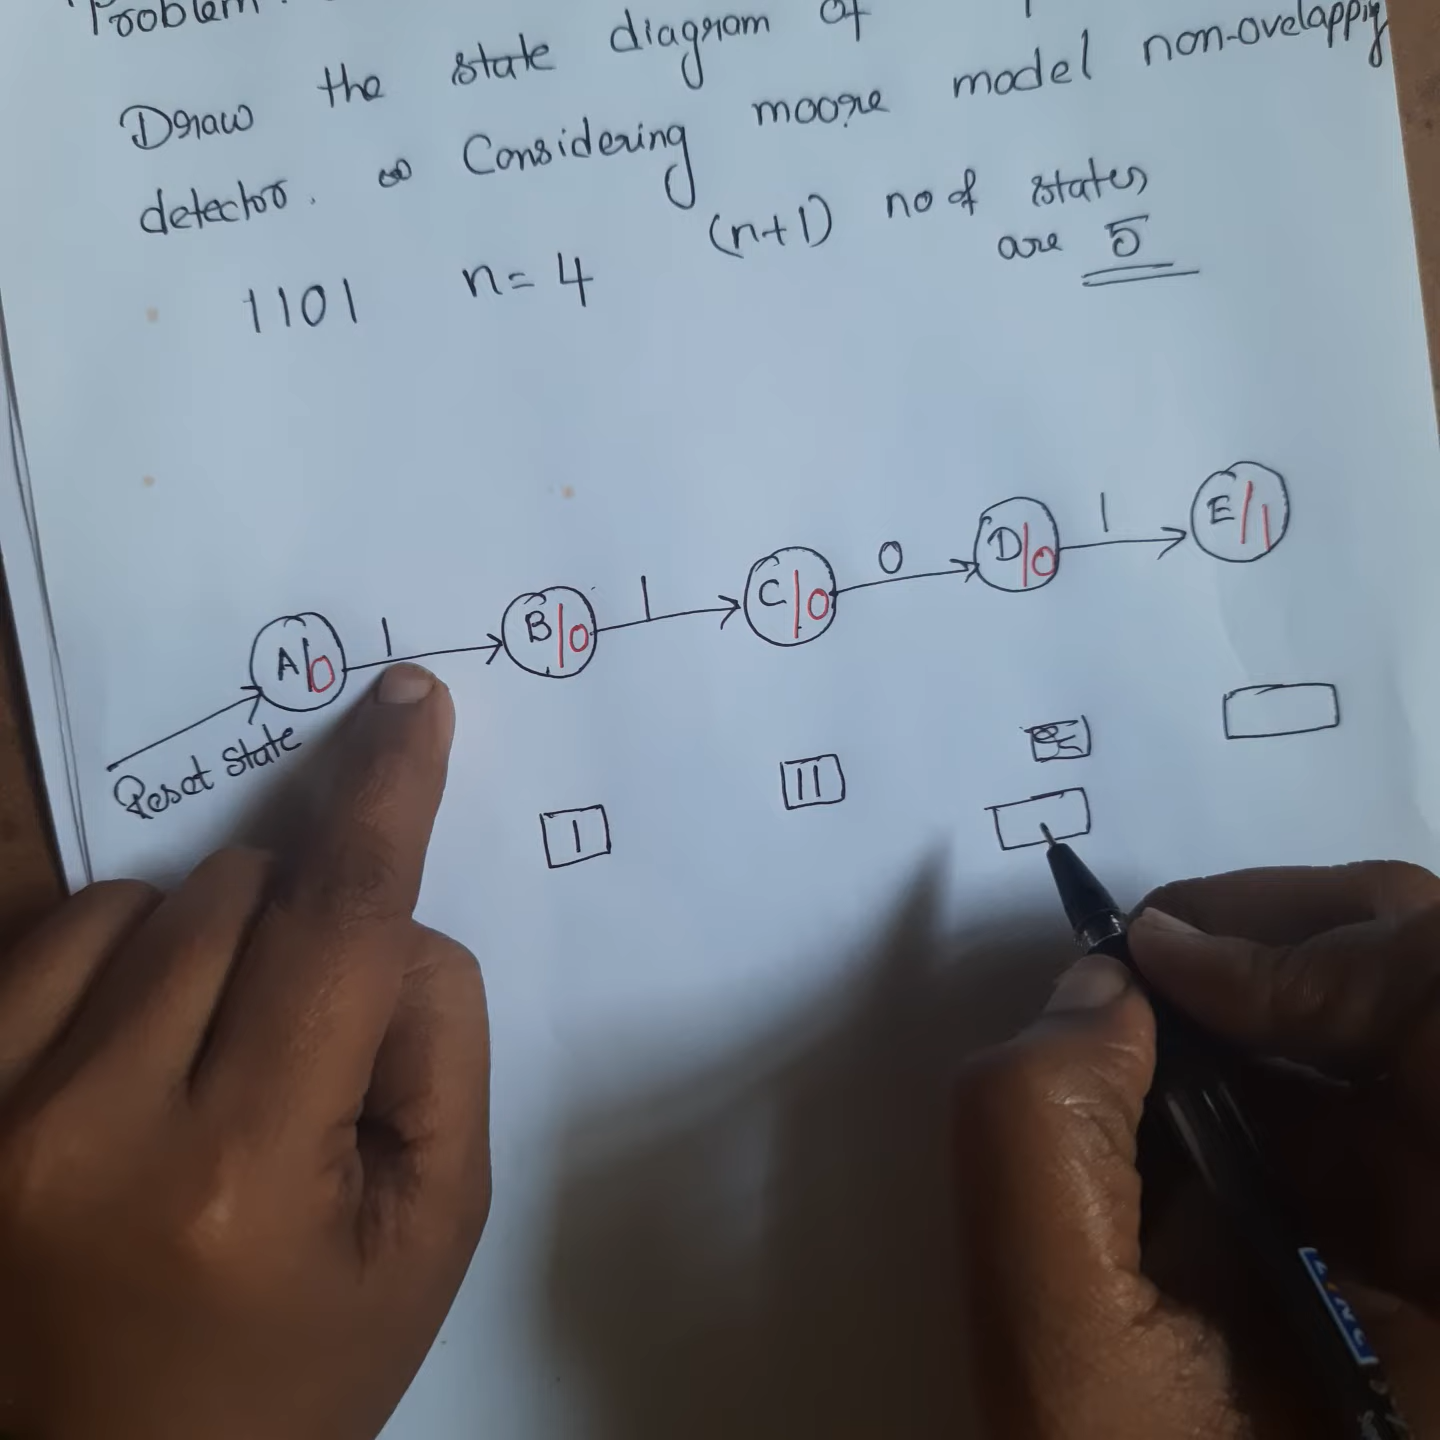 Problem
Draw the state diagram of
detector. Considering moore model non-ovelappig
1101 n = 4 (n+1) no of states
are 5
A/0 1 B/0 1 C/0 0 D/0 1 E/1
Reset State
1 11